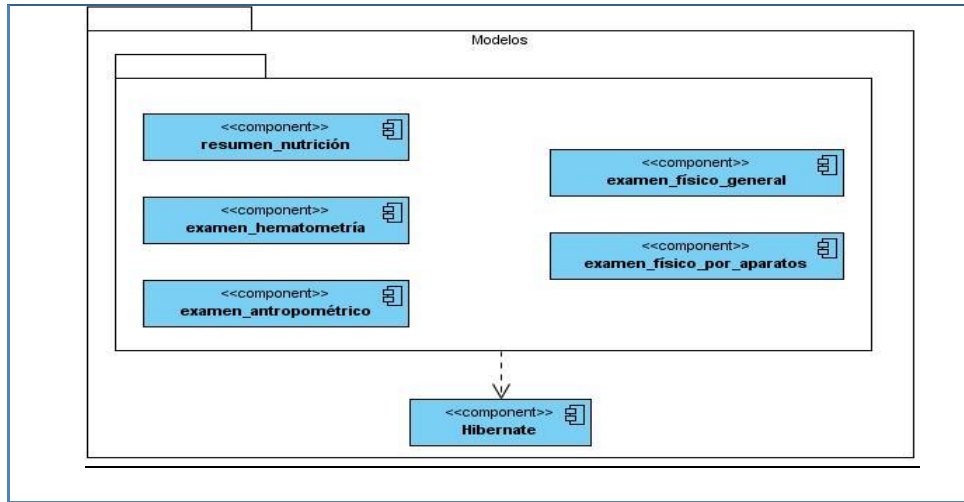 Modelos
<<component>>
resumen_nutrición
<<component>>
examen_hematometría
<<component>>
examen_antropométrico
<<component>>
examen_físico_general
<<component>>
examen_físico_por_aparatos
<<component>>
Hibernate